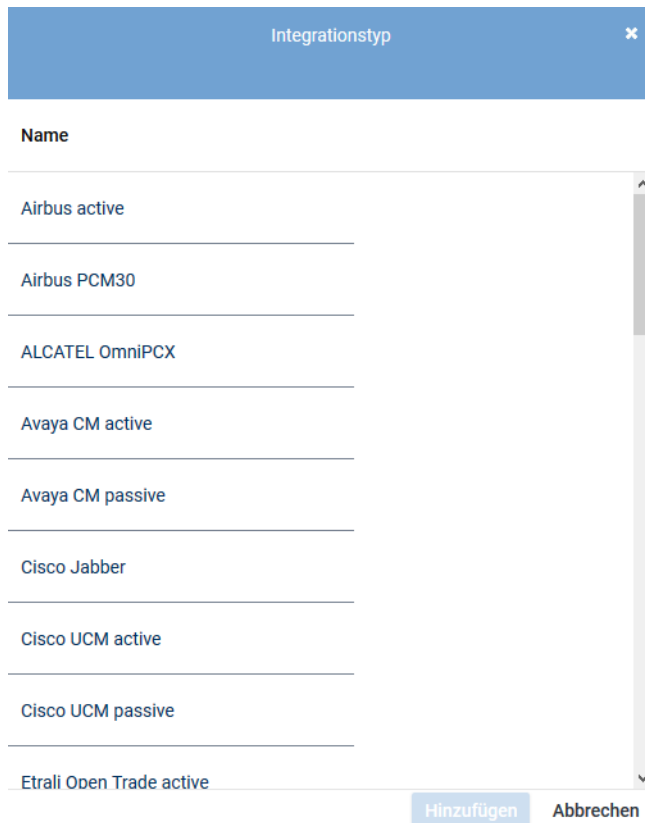 Integrationstyp
Name
Airbus active
Airbus PCM30
ALCATEL OmniPCX
Avaya CM active
Avaya CM passive
Cisco Jabber
Cisco UCM active
Cisco UCM passive
Etrali Open Trade active
Hinzufügen Abbrechen